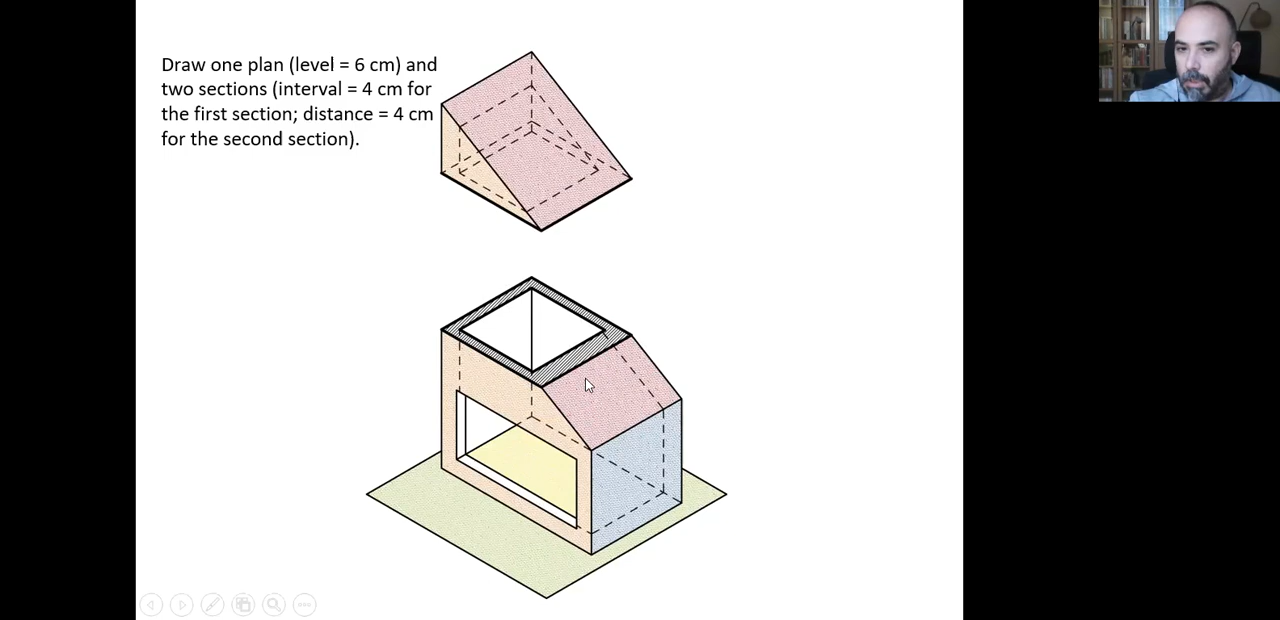 Draw one plan (level = 6 cm) and
two sections (interval = 4 cm for
the first section; distance = 4 cm
for the second section).